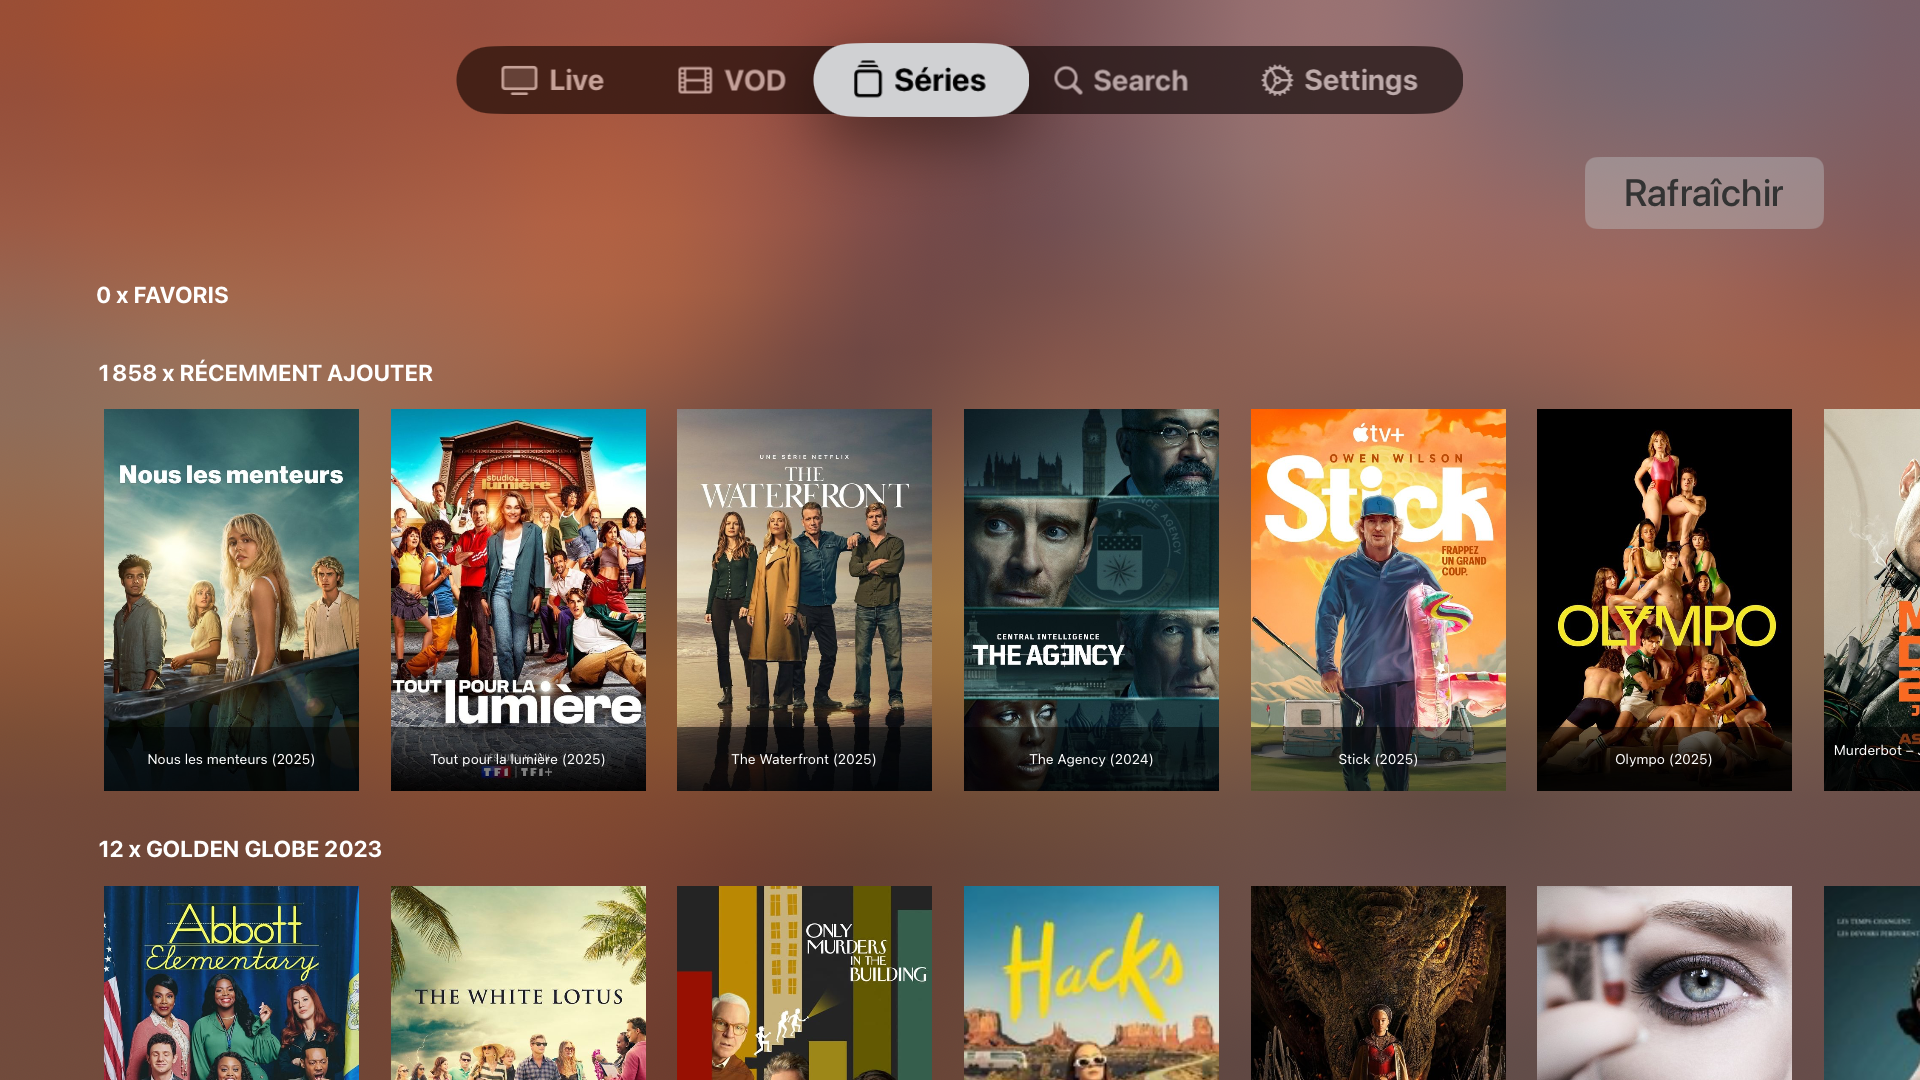 Live
VOD
Séries
Search
Settings
Rafraîchir
0 x FAVORIS
1858 x RÉCEMMENT AJOUTER
Nous les menteurs
Nous les menteurs (2025)
studio
lumière
TOUT POUR LA
lumière
Tout pour la lumière (2025)
TF1 | TF1+
UNE SÉRIE NETFLIX
THE
WATERFRONT
The Waterfront (2025)
CENTRAL INTELLIGENCE
THE AGENCY
The Agency (2024)
tv+
OWEN WILSON
Stick
FRAPPEZ
UN GRAND
COUP.
Stick (2025)
OLYMPO
Olympo (2025)
Murderbot –
12 x GOLDEN GLOBE 2023
Abbott
Elementary
THE WHITE LOTUS
ONLY
MURDERS
IN THE
BUILDING
Hacks
LES TEMPS CHANGENT
LES DEVOIRS PERDURENT